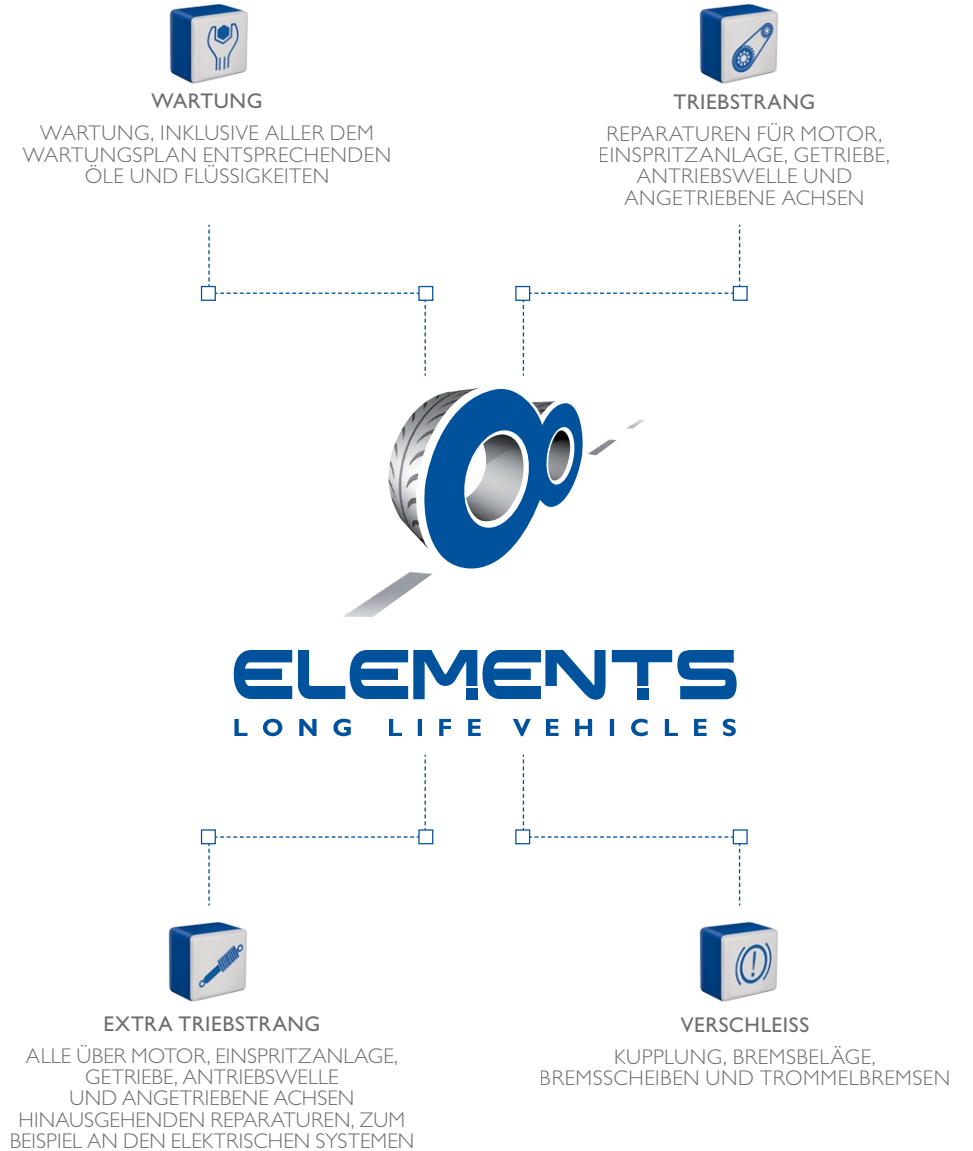 WARTUNG
WARTUNG, INKLUSIVE ALLER DEM
WARTUNGSPLAN ENTSPRECHENDEN
ÖLE UND FLÜSSIGKEITEN
TRIEBSTRANG
REPARATUREN FÜR MOTOR,
EINSPRITZANLAGE, GETRIEBE,
ANTRIEBSWELLE UND
ANGETRIEBENE ACHSEN
ELEMENTS
LONG LIFE VEHICLES
EXTRA TRIEBSTRANG
ALLE ÜBER MOTOR, EINSPRITZANLAGE,
GETRIEBE, ANTRIEBSWELLE
UND ANGETRIEBENE ACHSEN
HINAUSGEHENDEN REPARATUREN, ZUM
BEISPIEL AN DEN ELEKTRISCHEN SYSTEMEN
VERSCHLEISS
KUPPLUNG, BREMSBELÄGE,
BREMSSCHEIBEN UND TROMMELBREMSEN